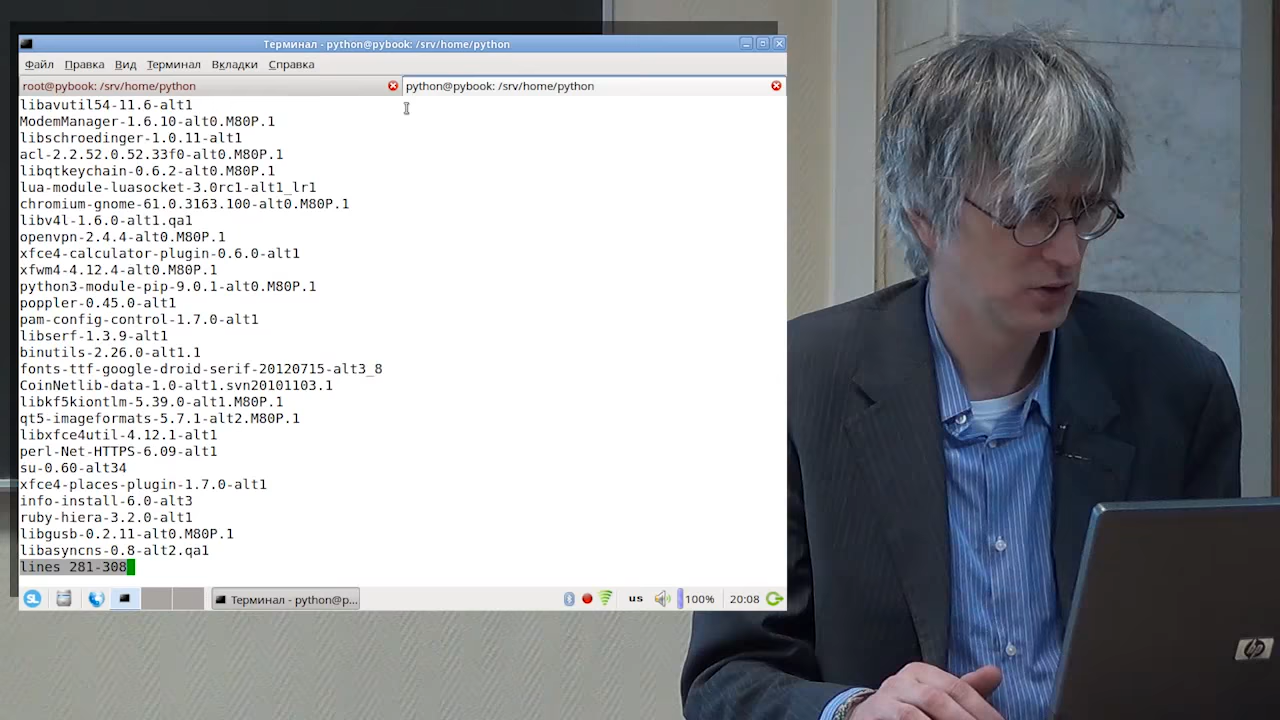 Терминал - python@pybook: /srv/home/python
Файл Правка Вид Терминал Вкладки Справка
root@pybook: /srv/home/python
python@pybook: /srv/home/python
libavutil54-11.6-alt1
ModemManager-1.6.10-alt0.M80P.1
libschroedinger-1.0.11-alt1
acl-2.2.52.0.52.33f0-alt0.M80P.1
libqtkeychain-0.6.2-alt0.M80P.1
lua-module-luasocket-3.0rc1-alt1_lr1
chromium-gnome-61.0.3163.100-alt0.M80P.1
libv4l-1.6.0-alt1.qa1
openvpn-2.4.4-alt0.M80P.1
xfce4-calculator-plugin-0.6.0-alt1
xfwm4-4.12.4-alt0.M80P.1
python3-module-pip-9.0.1-alt0.M80P.1
poppler-0.45.0-alt1
pam-config-control-1.7.0-alt1
libserf-1.3.9-alt1
binutils-2.26.0-alt1.1
fonts-ttf-google-droid-serif-20120715-alt3_8
CoinNetlib-data-1.0-alt1.svn20101103.1
libkf5kiontlm-5.39.0-alt1.M80P.1
qt5-imageformats-5.7.1-alt2.M80P.1
libxfce4util-4.12.1-alt1
perl-Net-HTTPS-6.09-alt1
su-0.60-alt34
xfce4-places-plugin-1.7.0-alt1
info-install-6.0-alt3
ruby-hiera-3.2.0-alt1
libgusb-0.2.11-alt0.M80P.1
libasyncns-0.8-alt2.qa1
lines 281-308
SL
Терминал - python@p...
us
100%
20:08
hp